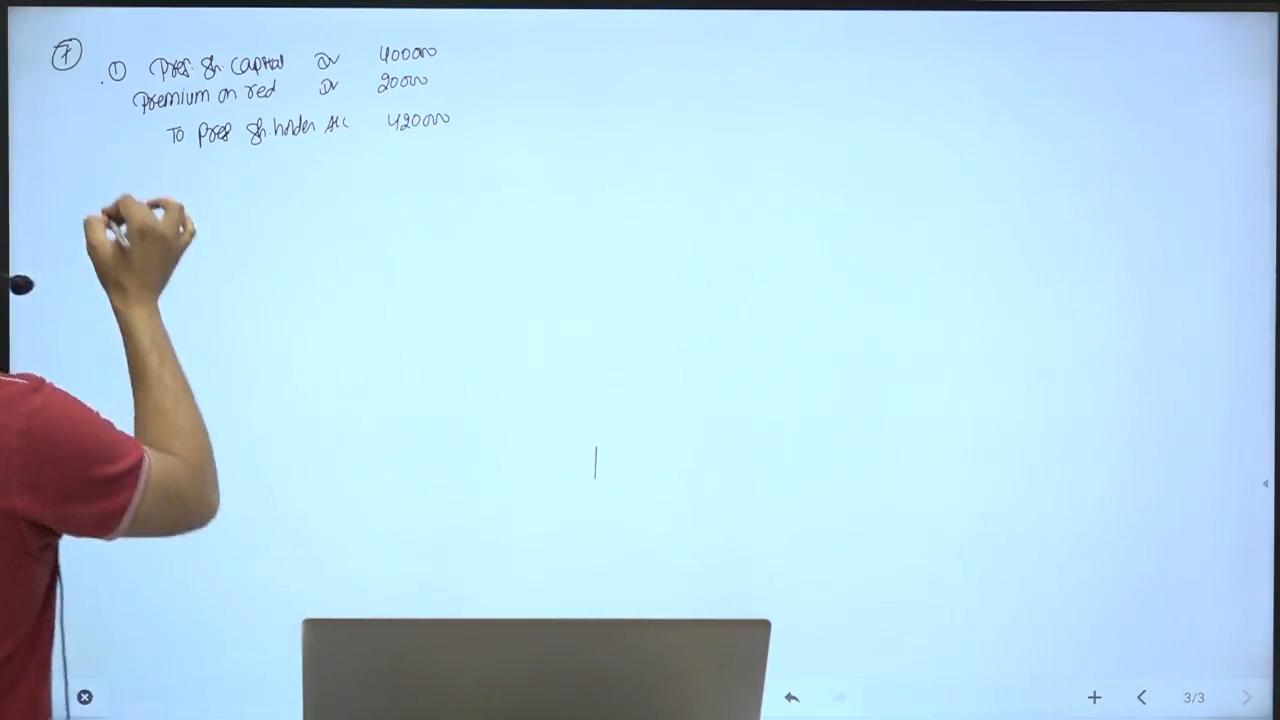 7
① Pref. Sh. Capital Dr 400000
Premium on red Dr 20000
To Pref Sh. holder A/c 420000
3/3